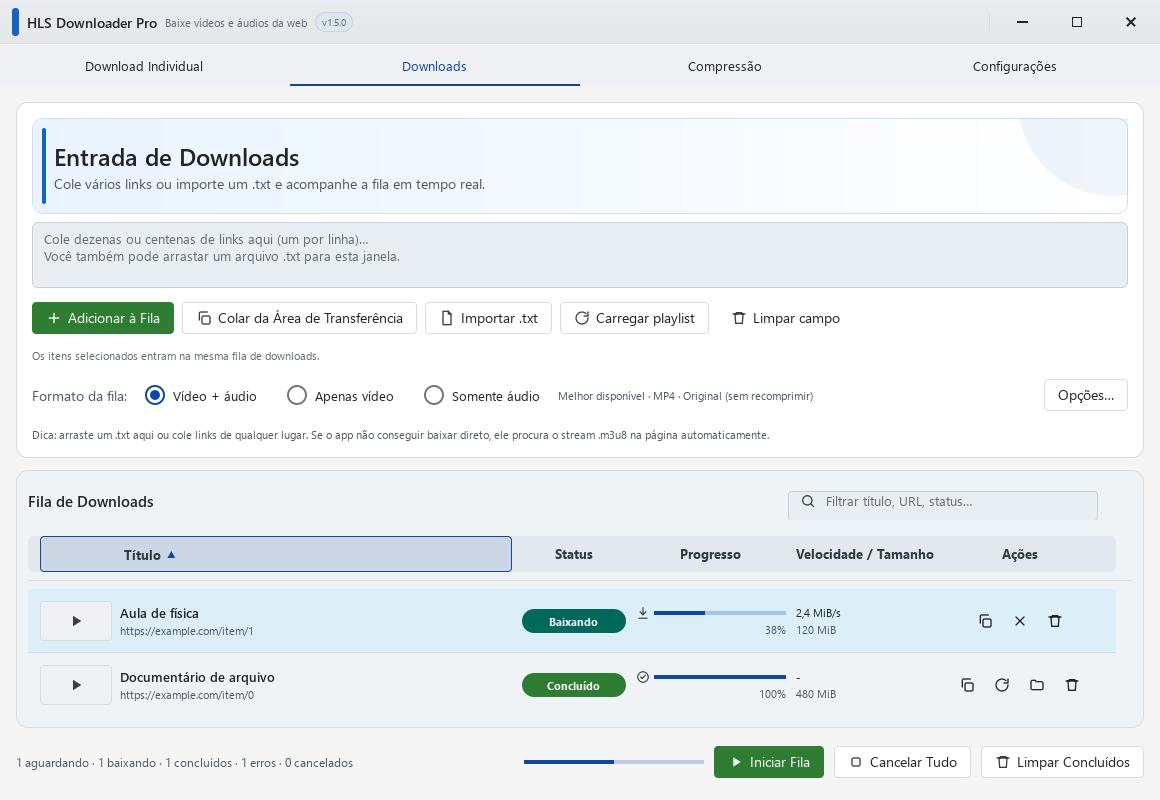 HLS Downloader Pro Baixe vídeos e áudios da web v1.5.0
Download Individual Downloads Compressão Configurações
Entrada de Downloads
Cole vários links ou importe um .txt e acompanhe a fila em tempo real.
Cole dezenas ou centenas de links aqui (um por linha)...
Você também pode arrastar um arquivo .txt para esta janela.
Adicionar à Fila Colar da Área de Transferência Importar .txt Carregar playlist Limpar campo
Os itens selecionados entram na mesma fila de downloads.
Formato da fila: Vídeo + áudio Apenas vídeo Somente áudio Melhor disponível · MP4 · Original (sem recomprimir) Opções...
Dica: arraste um .txt aqui ou cole links de qualquer lugar. Se o app não conseguir baixar direto, ele procura o stream .m3u8 na página automaticamente.
Fila de Downloads Filtrar título, URL, status...
Título Status Progresso Velocidade / Tamanho Ações
Aula de física Baixando 2,4 MiB/s
https://example.com/item/1 38% 120 MiB
Documentário de arquivo Concluído -
https://example.com/item/0 100% 480 MiB
1 aguardando · 1 baixando · 1 concluídos · 1 erros · 0 cancelados Iniciar Fila Cancelar Tudo Limpar Concluídos